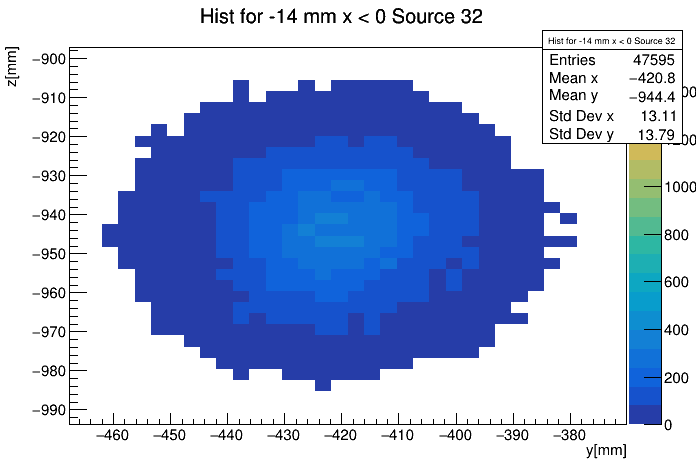 Hist for -14 mm x < 0 Source 32
Hist for -14 mm x < 0 Source 32
Entries 47595
Mean x −420.8
Mean y −944.4
Std Dev x 13.11
Std Dev y 13.79
z[mm]
−900
−910
−920
−930
−940
−950
−960
−970
−980
−990
−460
−450
−440
−430
−420
−410
−400
−390
−380
y[mm]
1000
800
600
400
200
0